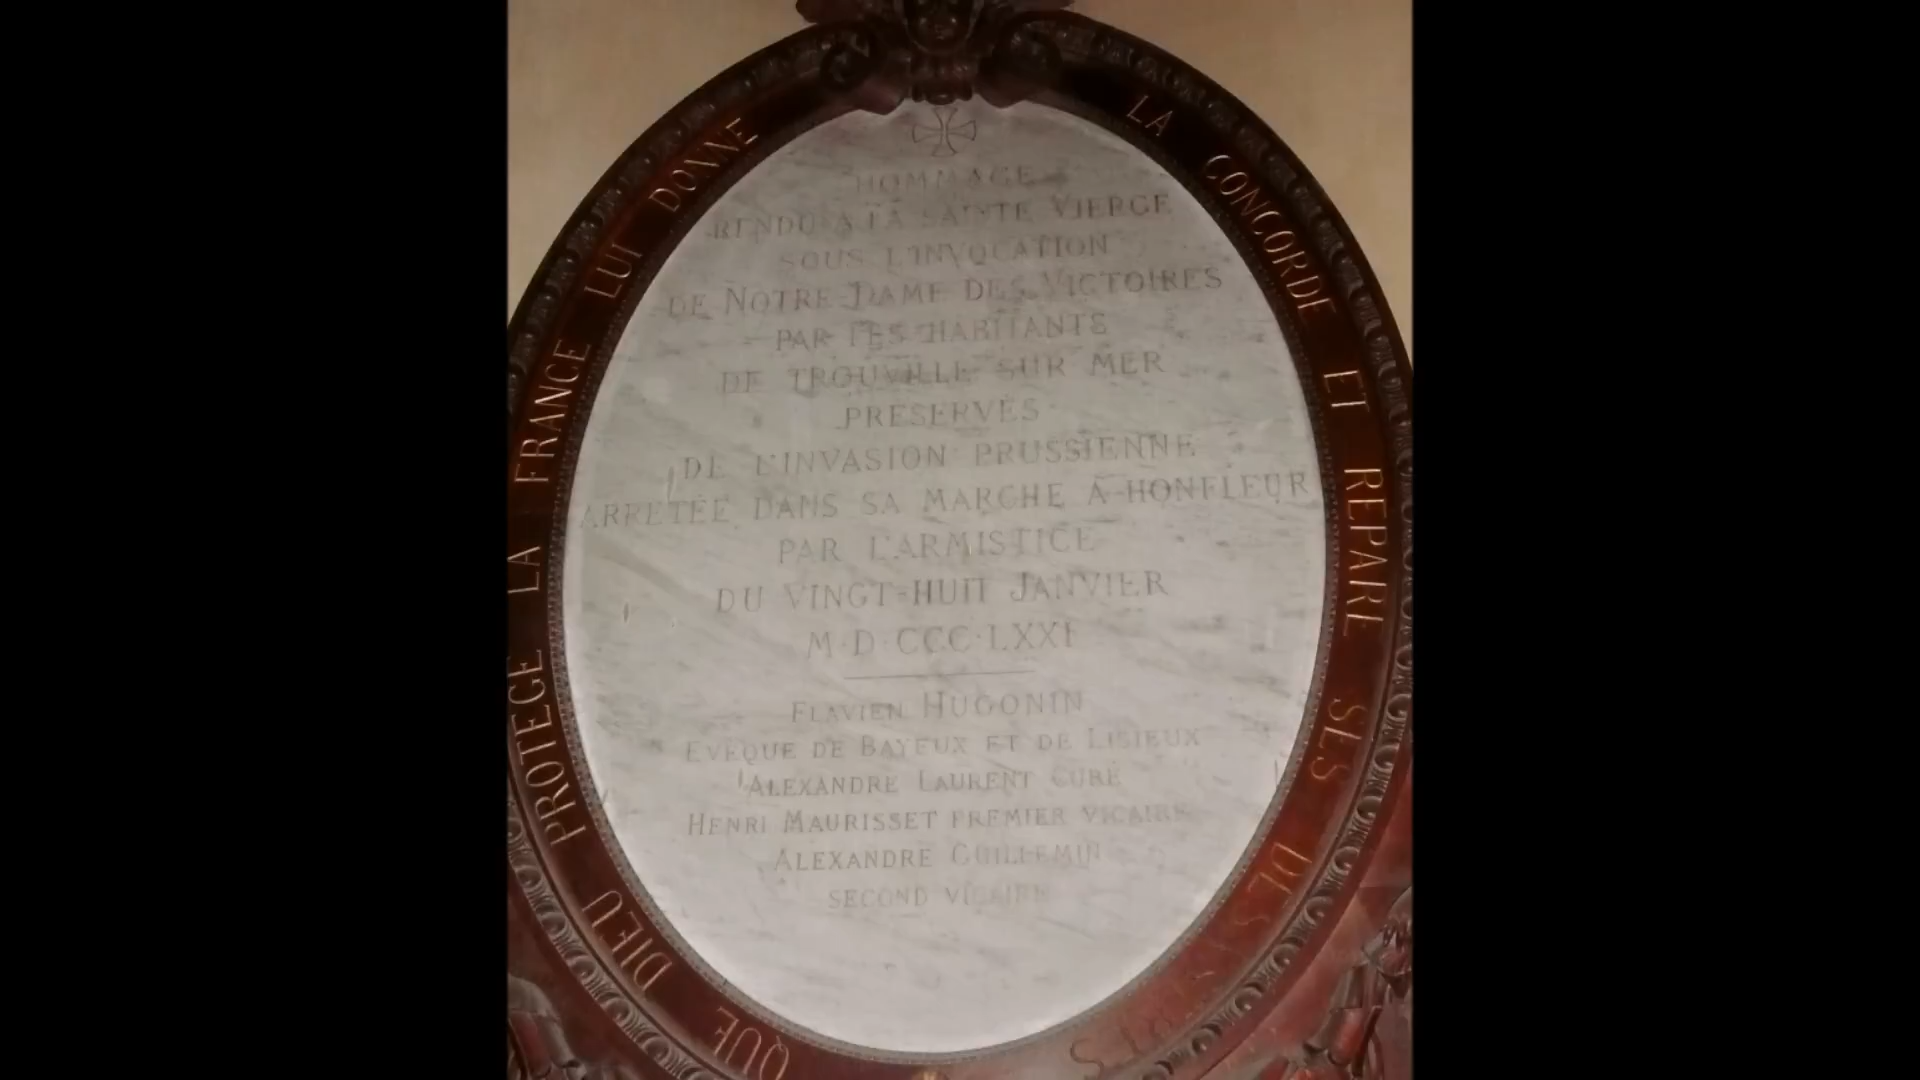 HOMMAGE
RENDU A LA SAINTE VIERGE
SOUS L'INVOCATION
DE NOTRE-DAME DES VICTOIRES
PAR LES HABITANTS
DE TROUVILLE SUR MER
PRESERVÉS
DE L'INVASION PRUSSIENNE
ARRETÉE DANS SA MARCHE A HONFLEUR
PAR L'ARMISTICE
DU VINGT-HUIT JANVIER
M·D·CCC·LXXI
FLAVIEN HUGONIN
EVÊQUE DE BAYEUX ET DE LISIEUX
ALEXANDRE LAURENT CURÉ
HENRI MAURISSET PREMIER VICAIRE
ALEXANDRE GUILLEMIN
SECOND VICAIRE
QUE DIEU PROTEGE LA FRANCE LUI DONNE LA CONCORDE ET REPARE SES